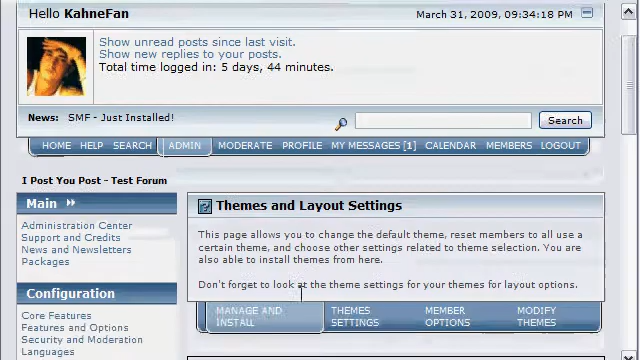 Hello KahneFan
March 31, 2009, 09:34:18 PM
Show unread posts since last visit.
Show new replies to your posts.
Total time logged in: 5 days, 44 minutes.
News: SMF - Just Installed!
Search
HOME HELP SEARCH ADMIN MODERATE PROFILE MY MESSAGES [1] CALENDAR MEMBERS LOGOUT
I Post You Post - Test Forum
Main
Administration Center
Support and Credits
News and Newsletters
Packages
Configuration
Core Features
Features and Options
Security and Moderation
Languages
Themes and Layout Settings
This page allows you to change the default theme, reset members to all use a
certain theme, and choose other settings related to theme selection. You are
also able to install themes from here.
Don't forget to look at the theme settings for your themes for layout options.
MANAGE AND
INSTALL
THEMES
SETTINGS
MEMBER
OPTIONS
MODIFY
THEMES